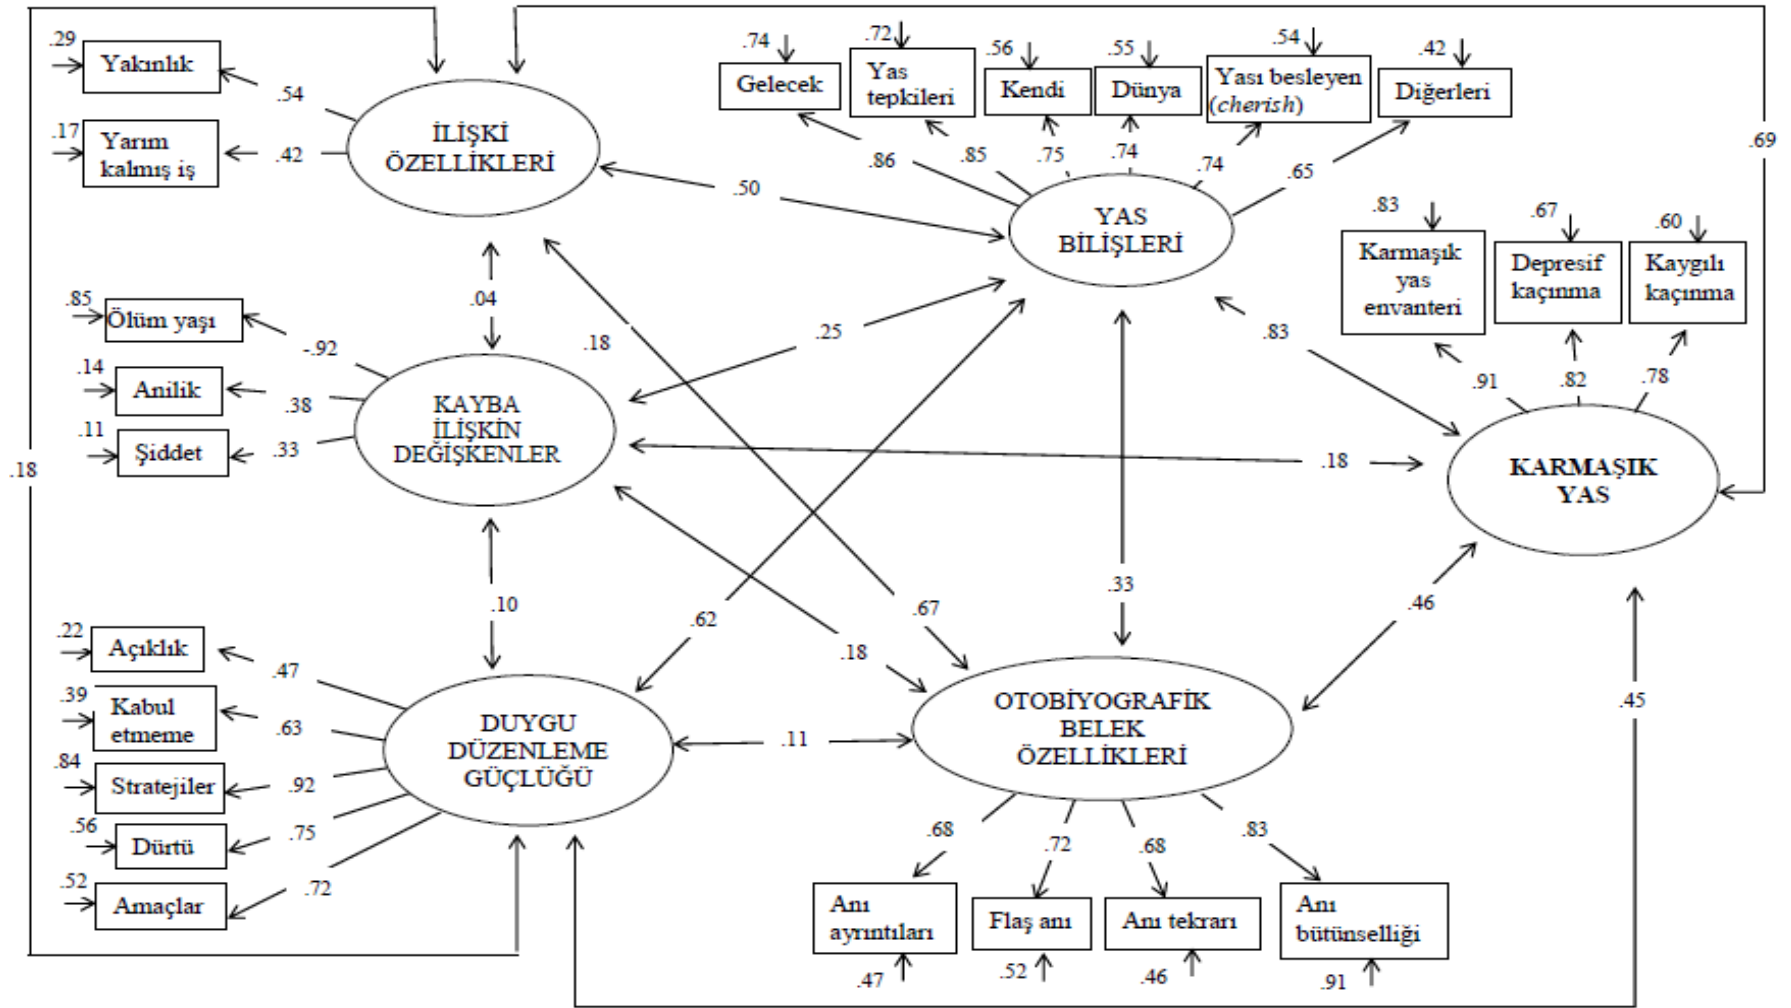 .29
Yakınlık
.54
.17
Yarım
kalmış iş
.42
İLİŞKİ
ÖZELLİKLERİ
.74
Gelecek
.72
Yas
tepkileri
.56
Kendi
.55
Dünya
.54
Yası besleyen
(cherish)
.42
Diğerleri
.86
.85
.75
.74
.74
.65
.69
.50
YAS
BİLİŞLERİ
.83
Karmaşık
yas
envanteri
.67
Depresif
kaçınma
.60
Kaygılı
kaçınma
.91
.82
.78
.04
.18
.25
.83
.85
Ölüm yaşı
-.92
.14
Anilik
.38
.11
Şiddet
.33
KAYBA
İLİŞKİN
DEĞİŞKENLER
.18
.18
KARMAŞIK
YAS
.10
.62
.67
.33
.46
.18
.45
.22
Açıklık
.47
.39
Kabul
etmeme
.63
.84
Stratejiler
.92
.56
Dürtü
.75
.52
Amaçlar
.72
DUYGU
DÜZENLEME
GÜÇLÜĞÜ
.11
OTOBİYOGRAFİK
BELEK
ÖZELLİKLERİ
.68
.72
.68
.83
Anı
ayrıntıları
Flaş anı
Anı tekrarı
Anı
bütünselliği
.47
.52
.46
.91